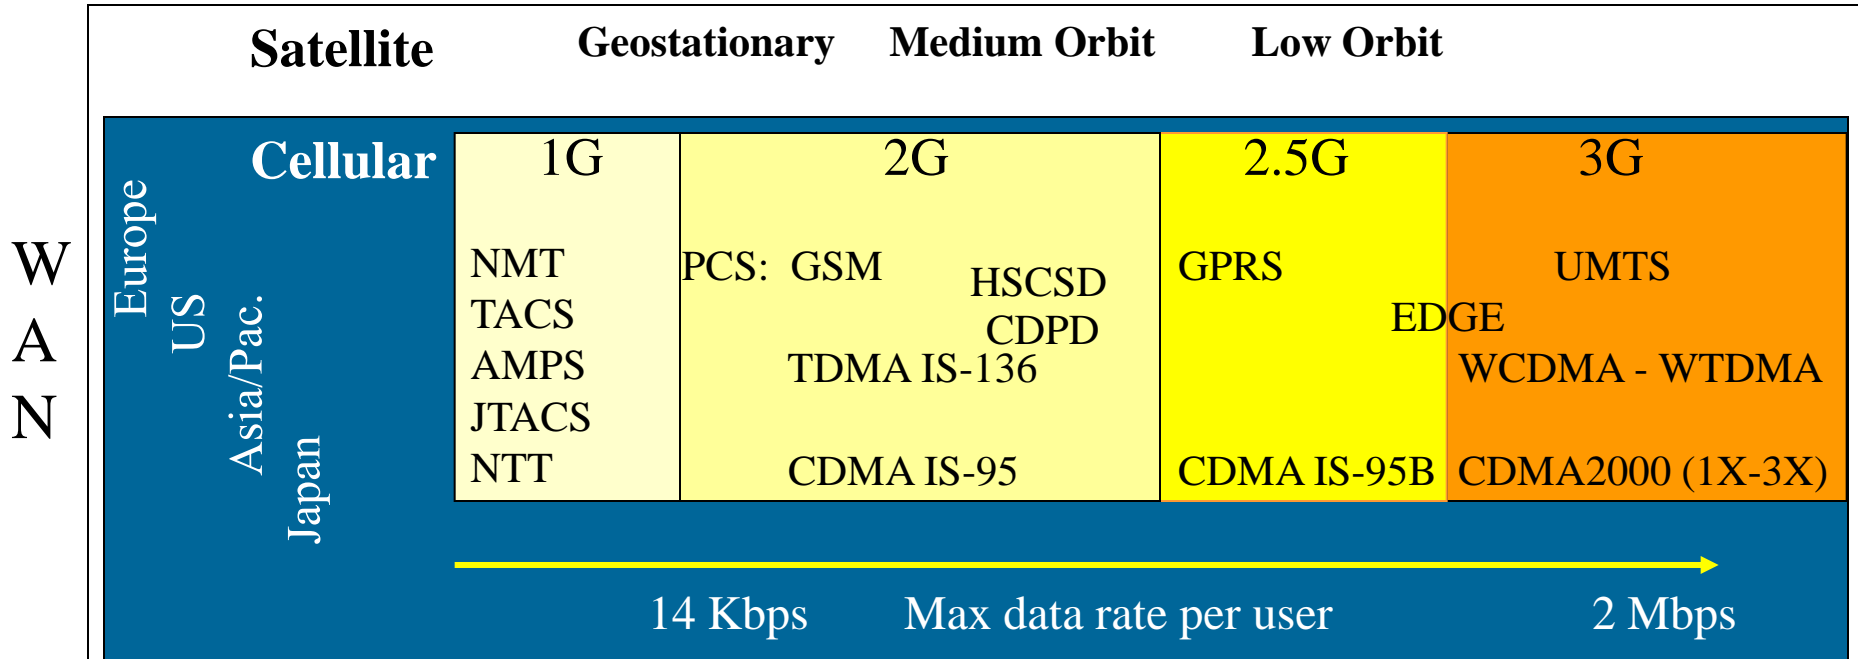 Satellite Geostationary Medium Orbit Low Orbit
Cellular 1G 2G 2.5G 3G
W
A
N
Europe
US
Asia/Pac.
Japan
NMT PCS: GSM HSCSD GPRS UMTS
TACS CDPD EDGE
AMPS TDMA IS-136 WCDMA - WTDMA
JTACS
NTT CDMA IS-95 CDMA IS-95B CDMA2000 (1X-3X)
14 Kbps Max data rate per user 2 Mbps